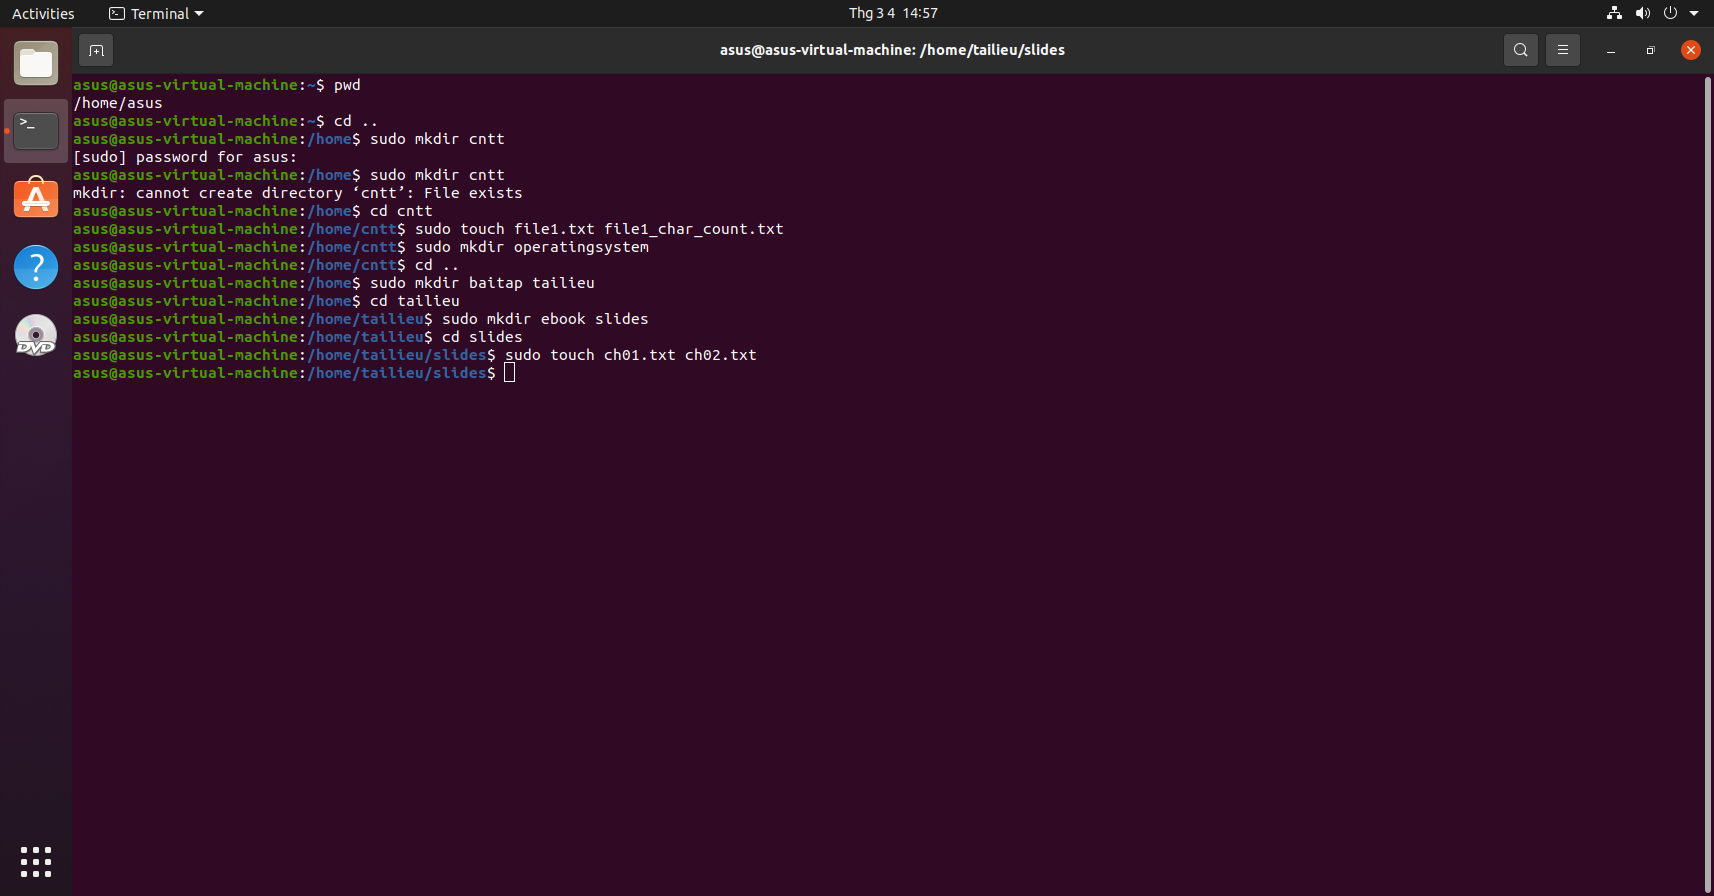 Activities
Terminal
Thg 3 4 14:57
asus@asus-virtual-machine: /home/tailieu/slides
asus@asus-virtual-machine:~$ pwd
/home/asus
asus@asus-virtual-machine:~$ cd ..
asus@asus-virtual-machine:/home$ sudo mkdir cntt
[sudo] password for asus:
asus@asus-virtual-machine:/home$ sudo mkdir cntt
mkdir: cannot create directory ‘cntt’: File exists
asus@asus-virtual-machine:/home$ cd cntt
asus@asus-virtual-machine:/home/cntt$ sudo touch file1.txt file1_char_count.txt
asus@asus-virtual-machine:/home/cntt$ sudo mkdir operatingsystem
asus@asus-virtual-machine:/home/cntt$ cd ..
asus@asus-virtual-machine:/home$ sudo mkdir baitap tailieu
asus@asus-virtual-machine:/home$ cd tailieu
asus@asus-virtual-machine:/home/tailieu$ sudo mkdir ebook slides
asus@asus-virtual-machine:/home/tailieu$ cd slides
asus@asus-virtual-machine:/home/tailieu/slides$ sudo touch ch01.txt ch02.txt
asus@asus-virtual-machine:/home/tailieu/slides$
DVD